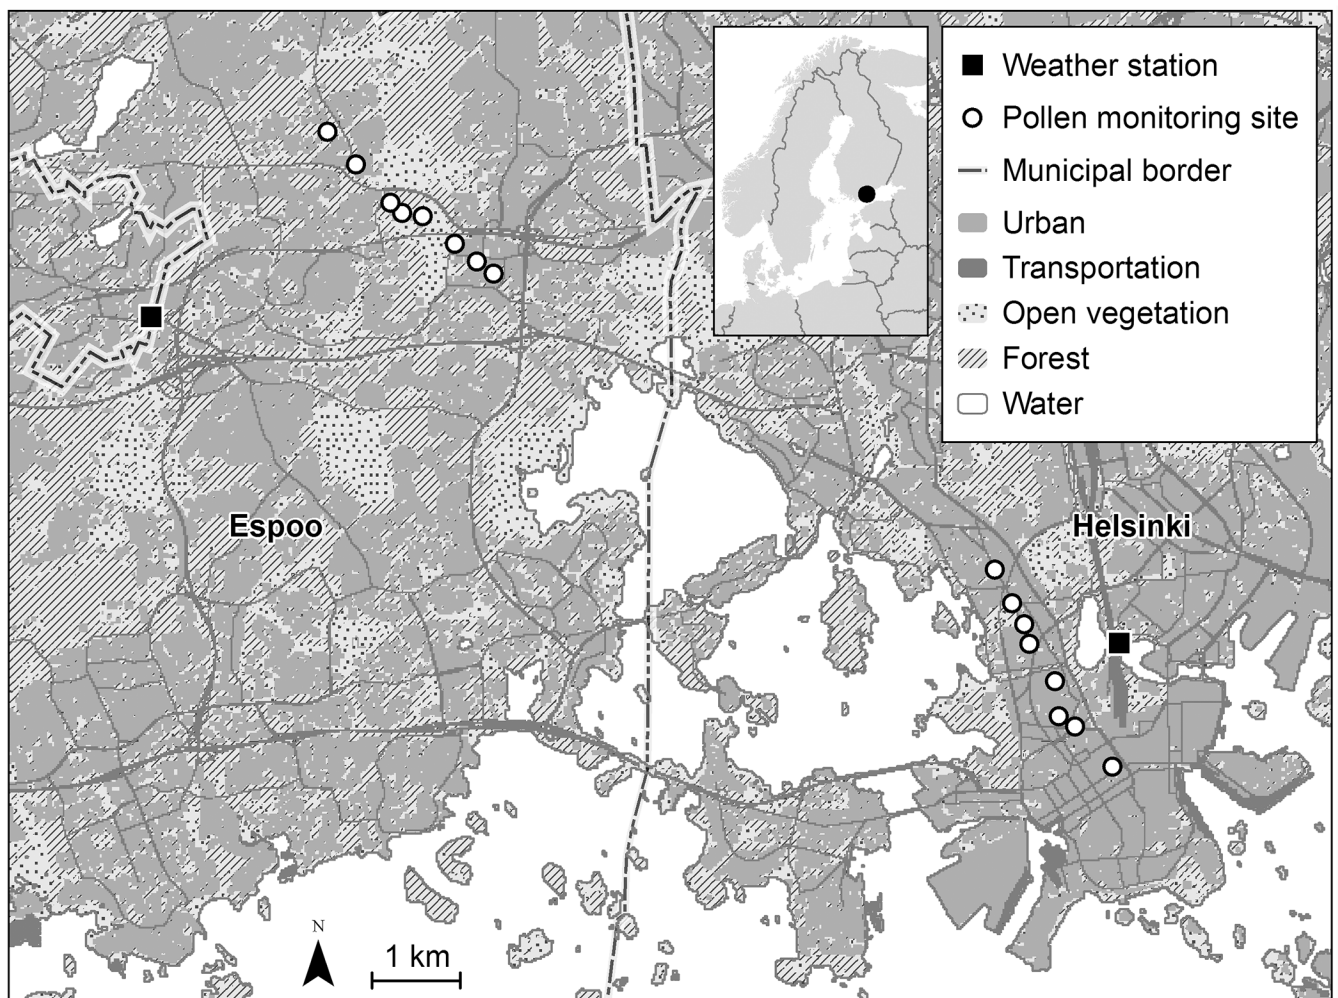 Weather station
Pollen monitoring site
Municipal border
Urban
Transportation
Open vegetation
Forest
Water
Espoo
Helsinki
N
1 km